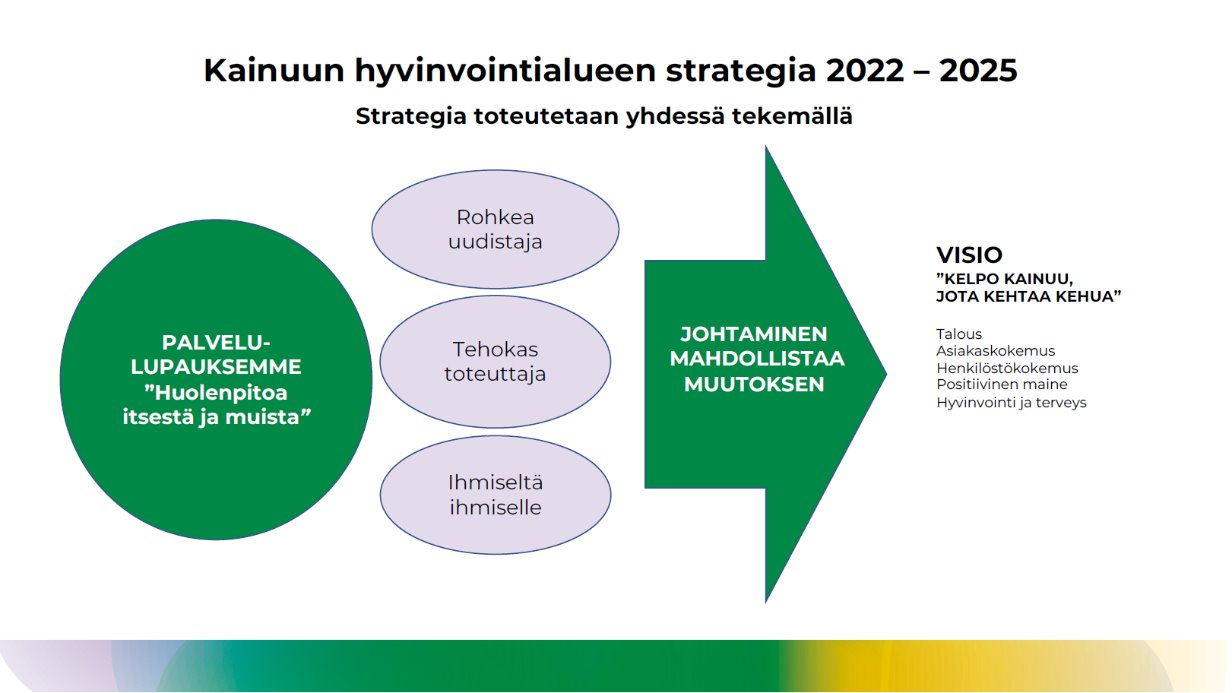 Kainuun hyvinvointialueen strategia 2022 – 2025
Strategia toteutetaan yhdessä tekemällä
PALVELU-
LUPAUKSEMME
”Huolenpitoa
itsestä ja muista”
Rohkea
uudistaja
Tehokas
toteuttaja
Ihmiseltä
ihmiselle
JOHTAMINEN
MAHDOLLISTAA
MUUTOKSEN
VISIO
”KELPO KAINUU,
JOTA KEHTAA KEHUA”
Talous
Asiakaskokemus
Henkilöstökokemus
Positiivinen maine
Hyvinvointi ja terveys